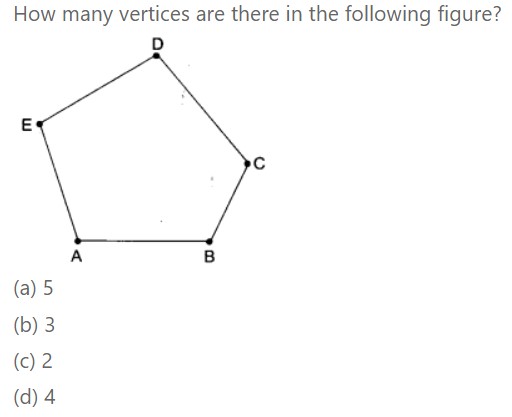 How many vertices are there in the following figure?
D
E
C
A B
(a) 5
(b) 3
(c) 2
(d) 4